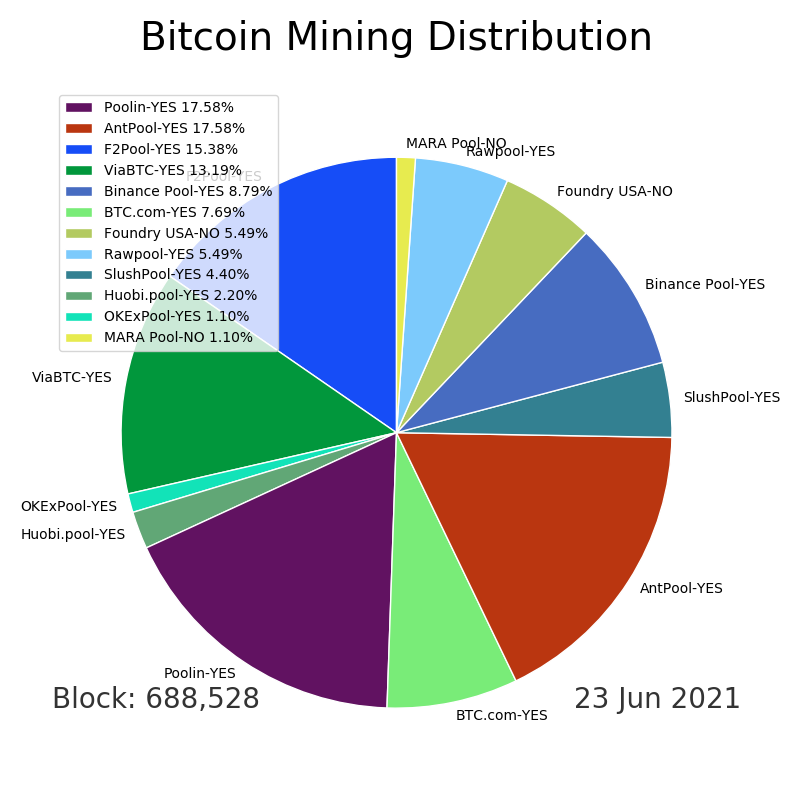 Bitcoin Mining Distribution
Poolin-YES 17.58%
AntPool-YES 17.58%
F2Pool-YES 15.38%
ViaBTC-YES 13.19%
Binance Pool-YES 8.79%
BTC.com-YES 7.69%
Foundry USA-NO 5.49%
Rawpool-YES 5.49%
SlushPool-YES 4.40%
Huobi.pool-YES 2.20%
OKExPool-YES 1.10%
MARA Pool-NO 1.10%
MARA Pool-NO
Rawpool-YES
F2Pool-YES
Foundry USA-NO
Binance Pool-YES
ViaBTC-YES
SlushPool-YES
OKExPool-YES
Huobi.pool-YES
AntPool-YES
Poolin-YES
BTC.com-YES
Block: 688,528
23 Jun 2021